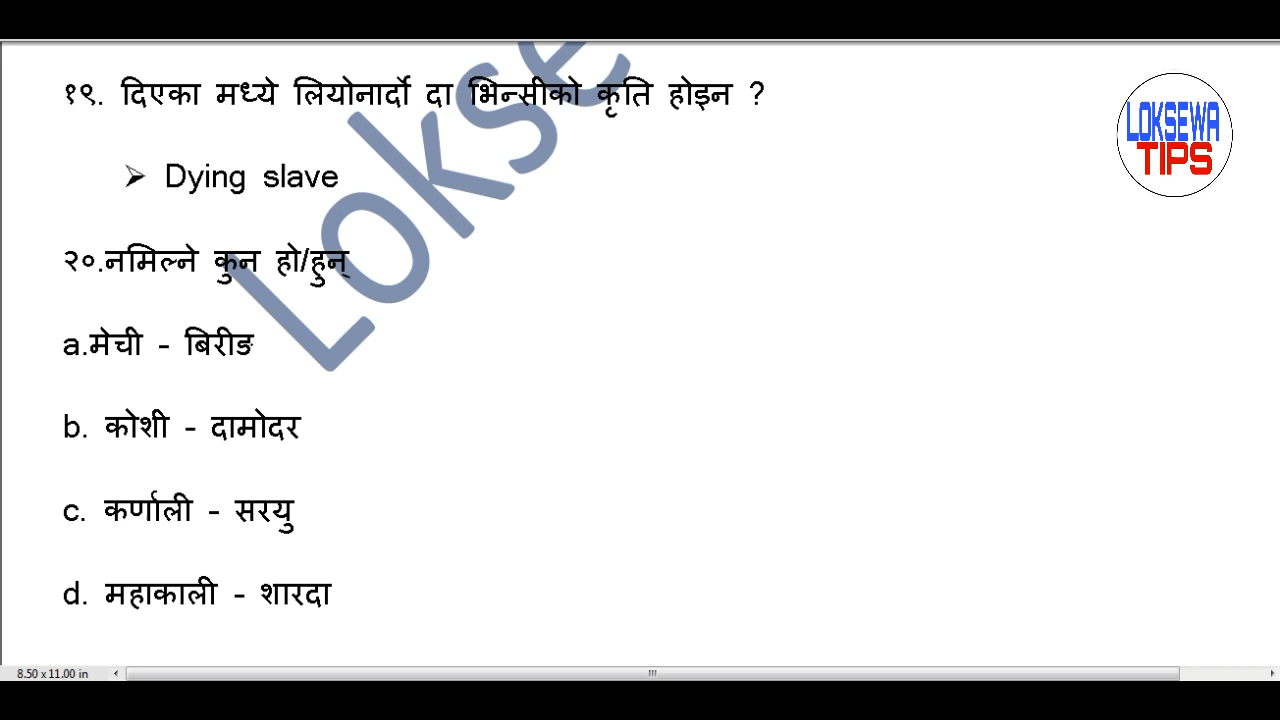 १९. दिएका मध्ये लियोनार्दो दा भिन्सीको कृति होइन ?
LOKSEWA
TIPS
➢ Dying slave
२०.नमिल्ने कुन हो/हुन्
a.मेची - बिरीङ
b. कोशी - दामोदर
c. कर्णाली - सरयु
d. महाकाली - शारदा
Lokse
8.50 x 11.00 in